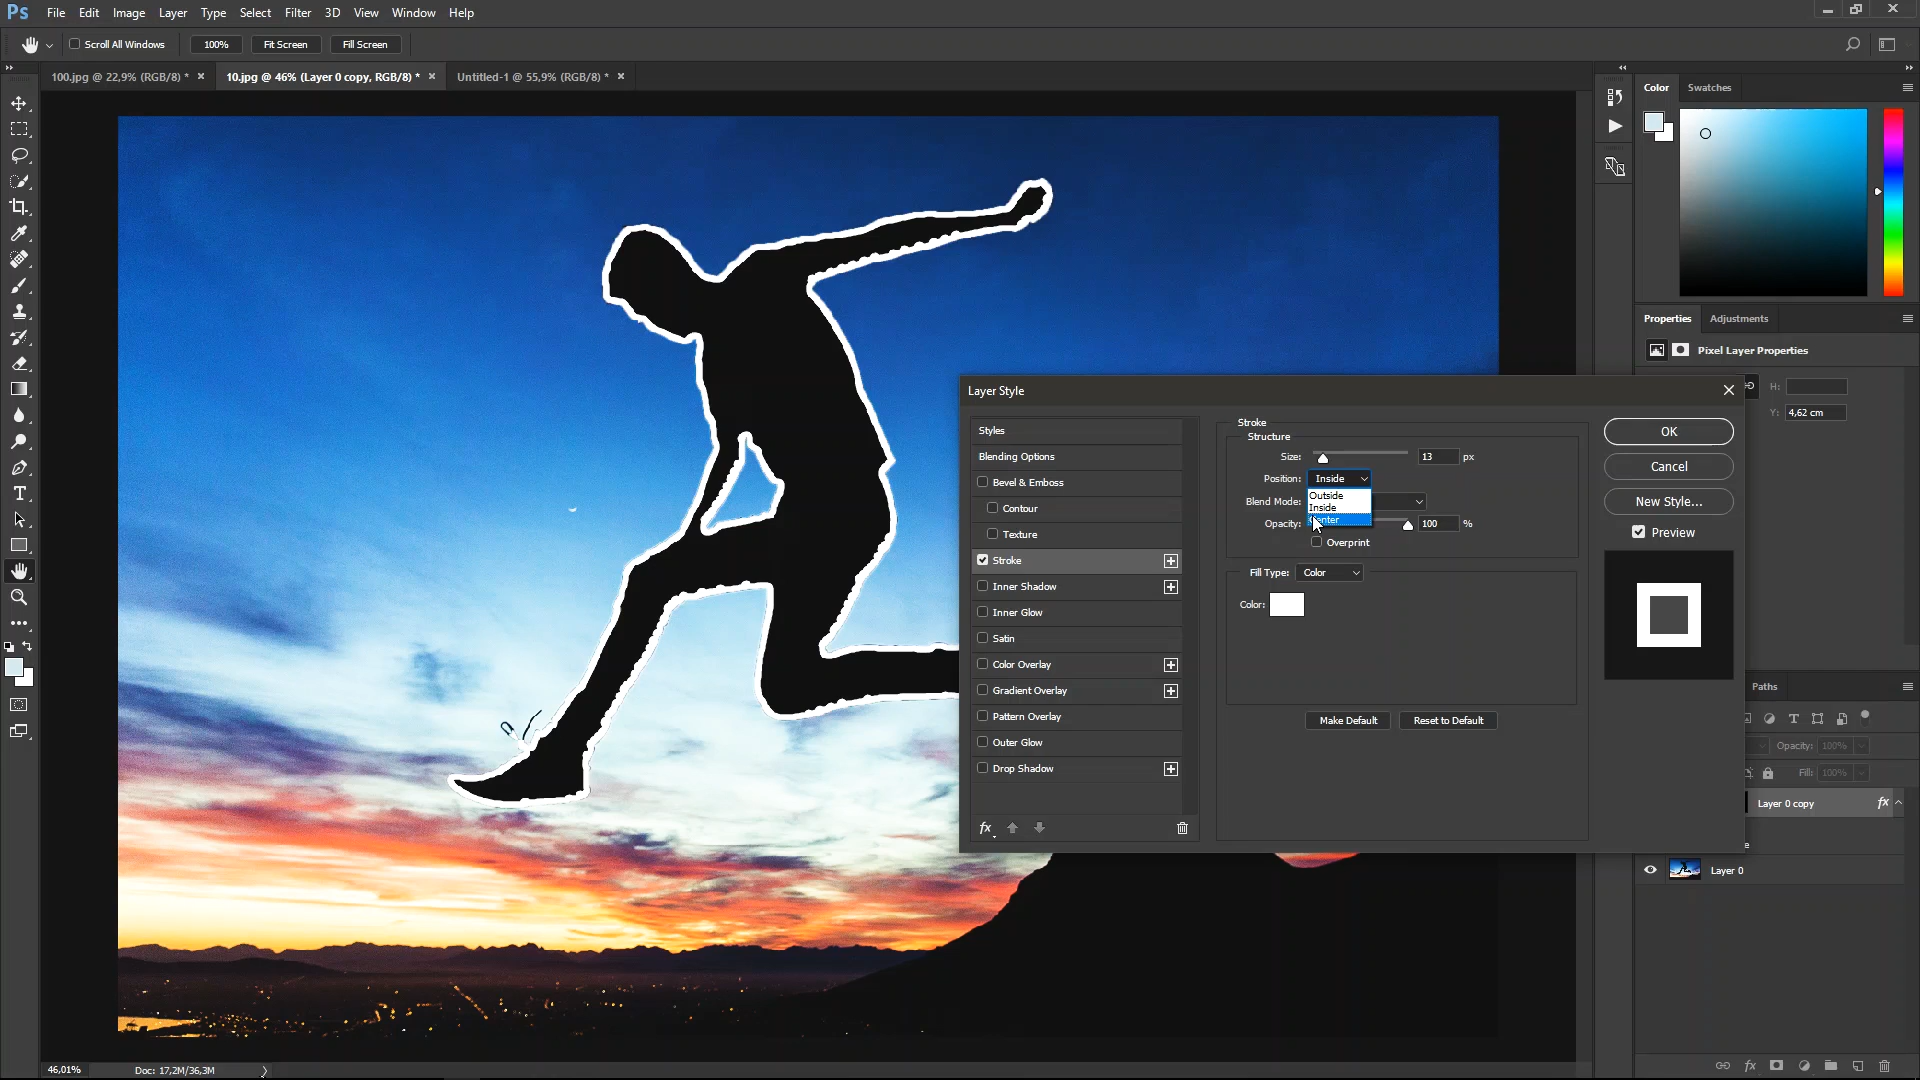 Ps File Edit Image Layer Type Select Filter 3D View Window Help
Scroll All Windows 100% Fit Screen Fill Screen
100.jpg @ 22,9% (RGB/8) * × 10.jpg @ 46% (Layer 0 copy, RGB/8) * × Untitled-1 @ 55,9% (RGB/8) * ×
Color Swatches
Properties Adjustments
Pixel Layer Properties
H:
Y: 4,62 cm
Layer Style
Styles
Blending Options
Bevel & Emboss
Contour
Texture
Stroke
Inner Shadow
Inner Glow
Satin
Color Overlay
Gradient Overlay
Pattern Overlay
Outer Glow
Drop Shadow
fx
Stroke
Structure
Size: 13 px
Position: Inside
Outside
Inside
Blend Mode:
Opacity: 100 %
Overprint
Fill Type: Color
Color:
Make Default Reset to Default
OK
Cancel
New Style...
Preview
Paths
T
Opacity: 100%
Fill: 100%
Layer 0 copy fx
Layer 0
46,01% Doc: 17,2M/36,3M
fx